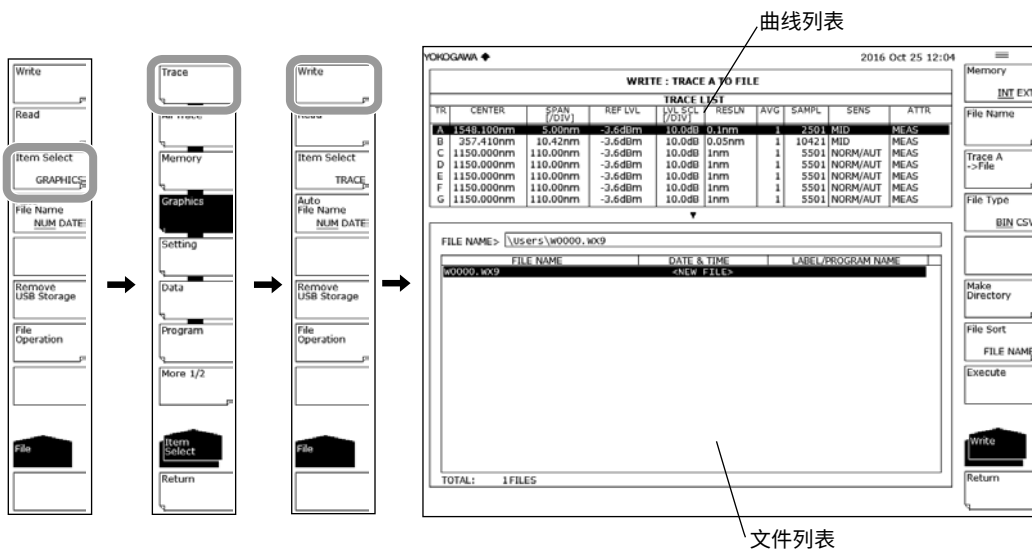 曲线列表
Write
Read
Item Select
GRAPHICS
File Name
NUM DATE
Remove
USB Storage
File
Operation
File
Trace
All Trace
Memory
Graphics
Setting
Data
Program
More 1/2
Item
Select
Return
Write
Read
Item Select
TRACE
Auto
File Name
NUM DATE
Remove
USB Storage
File
Operation
File
YOKOGAWA ◆ 2016 Oct 25 12:04
WRITE : TRACE A TO FILE
TRACE LIST
TR CENTER SPAN [/DIV] REF LVL LVL SCL [/DIV] RESLN AVG SAMPL SENS ATTR
A 1548.100nm 5.00nm -3.6dBm 10.0dB 0.1nm 1 2501 MID MEAS
B 357.410nm 10.42nm -3.6dBm 10.0dB 0.05nm 1 10421 MID MEAS
C 1150.000nm 110.00nm -3.6dBm 10.0dB 1nm 1 5501 NORM/AUT MEAS
D 1150.000nm 110.00nm -3.6dBm 10.0dB 1nm 1 5501 NORM/AUT MEAS
E 1150.000nm 110.00nm -3.6dBm 10.0dB 1nm 1 5501 NORM/AUT MEAS
F 1150.000nm 110.00nm -3.6dBm 10.0dB 1nm 1 5501 NORM/AUT MEAS
G 1150.000nm 110.00nm -3.6dBm 10.0dB 1nm 1 5501 NORM/AUT MEAS
▼
FILE NAME> \Users\W0000.WX9
FILE NAME DATE & TIME LABEL/PROGRAM NAME
W0000.WX9 <NEW FILE>
TOTAL: 1FILES
Memory
INT EXT
File Name
Trace A
->File
File Type
BIN CSV
Make
Directory
File Sort
FILE NAME
Execute
Write
Return
文件列表